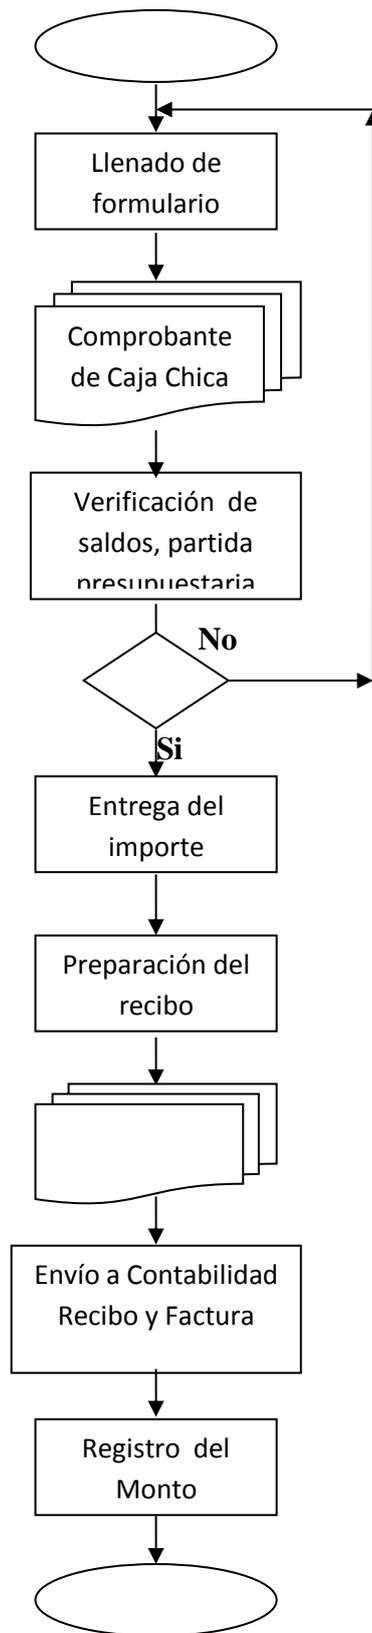 Llenado de
formulario
Comprobante
de Caja Chica
Verificación de
saldos, partida
presupuestaria
No
Si
Entrega del
importe
Preparación del
recibo
Envío a Contabilidad
Recibo y Factura
Registro del
Monto